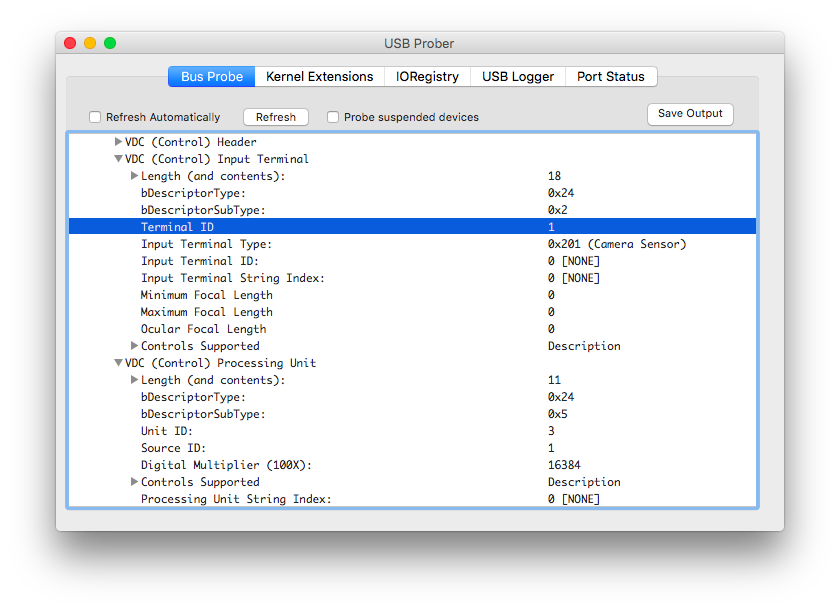 USB Prober
Bus Probe Kernel Extensions IORegistry USB Logger Port Status
Refresh Automatically Refresh Probe suspended devices Save Output
VDC (Control) Header
VDC (Control) Input Terminal
Length (and contents): 18
bDescriptorType: 0x24
bDescriptorSubType: 0x2
Terminal ID 1
Input Terminal Type: 0x201 (Camera Sensor)
Input Terminal ID: 0 [NONE]
Input Terminal String Index: 0 [NONE]
Minimum Focal Length 0
Maximum Focal Length 0
Ocular Focal Length 0
Controls Supported Description
VDC (Control) Processing Unit
Length (and contents): 11
bDescriptorType: 0x24
bDescriptorSubType: 0x5
Unit ID: 3
Source ID: 1
Digital Multiplier (100X): 16384
Controls Supported Description
Processing Unit String Index: 0 [NONE]